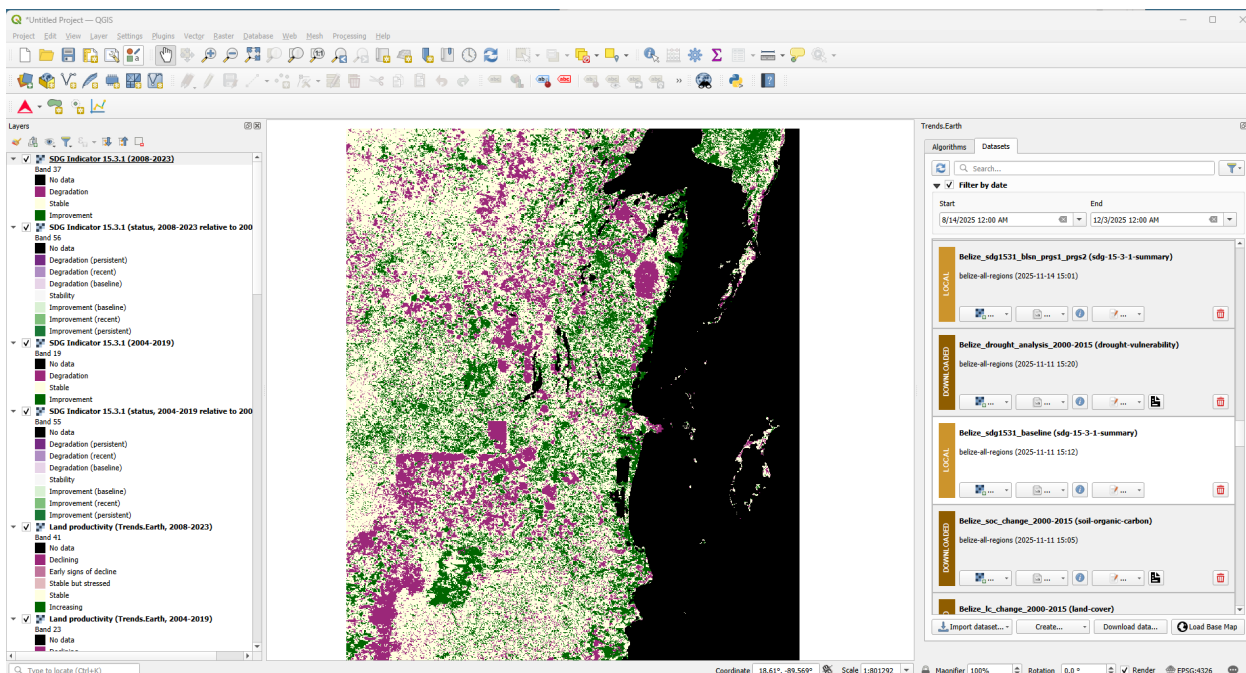 *Untitled Project — QGIS
Project Edit View Layer Settings Plugins Vector Raster Database Web Mesh Processing Help
Layers
SDG Indicator 15.3.1 (2008-2023)
Band 37
No data
Degradation
Stable
Improvement
SDG Indicator 15.3.1 (status, 2008-2023 relative to 200
Band 56
No data
Degradation (persistent)
Degradation (recent)
Degradation (baseline)
Stability
Improvement (baseline)
Improvement (recent)
Improvement (persistent)
SDG Indicator 15.3.1 (2004-2019)
Band 19
No data
Degradation
Stable
Improvement
SDG Indicator 15.3.1 (status, 2004-2019 relative to 200
Band 55
No data
Degradation (persistent)
Degradation (recent)
Degradation (baseline)
Stability
Improvement (baseline)
Improvement (recent)
Improvement (persistent)
Land productivity (Trends.Earth, 2008-2023)
Band 41
No data
Declining
Early signs of decline
Stable but stressed
Stable
Increasing
Land productivity (Trends.Earth, 2004-2019)
Band 23
No data
Declining
Trends.Earth
Algorithms Datasets
Search...
Filter by date
Start End
8/14/2025 12:00 AM 12/3/2025 12:00 AM
LOCAL
Belize_sdg1531_blsn_prgs1_prgs2 (sdg-15-3-1-summary)
belize-all-regions (2025-11-14 15:01)
DOWNLOADED
Belize_drought_analysis_2000-2015 (drought-vulnerability)
belize-all-regions (2025-11-11 15:20)
LOCAL
Belize_sdg1531_baseline (sdg-15-3-1-summary)
belize-all-regions (2025-11-11 15:12)
DOWNLOADED
Belize_soc_change_2000-2015 (soil-organic-carbon)
belize-all-regions (2025-11-11 15:05)
Belize_lc_change_2000-2015 (land-cover)
Import dataset... Create... Download data... Load Base Map
Type to locate (Ctrl+K) Coordinate 18.61°, -89.569° Scale 1:801292 Magnifier 100% Rotation 0.0 ° Render EPSG:4326